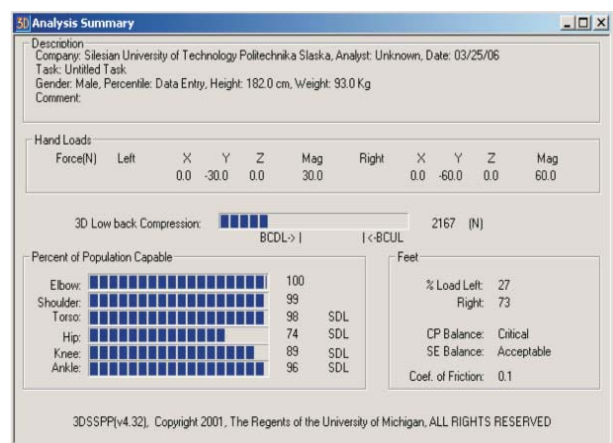 3D Analysis Summary
Description
Company: Silesian University of Technology Politechnika Slaska, Analyst: Unknown, Date: 03/25/06
Task: Untitled Task
Gender: Male, Percentile: Data Entry, Height: 182.0 cm, Weight: 93.0 Kg
Comment:
Hand Loads
Force(N) Left X Y Z Mag Right X Y Z Mag
0.0 -30.0 0.0 30.0 0.0 -60.0 0.0 60.0
3D Low back Compression: 2167 (N)
BCDL-> | | <-BCUL
Percent of Population Capable
Elbow: 100
Shoulder: 99
Torso: 98 SDL
Hip: 74 SDL
Knee: 89 SDL
Ankle: 96 SDL
Feet
% Load Left: 27
Right: 73
CP Balance: Critical
SE Balance: Acceptable
Coef. of Friction: 0.1
3DSSPP(v4.32), Copyright 2001, The Regents of the University of Michigan, ALL RIGHTS RESERVED